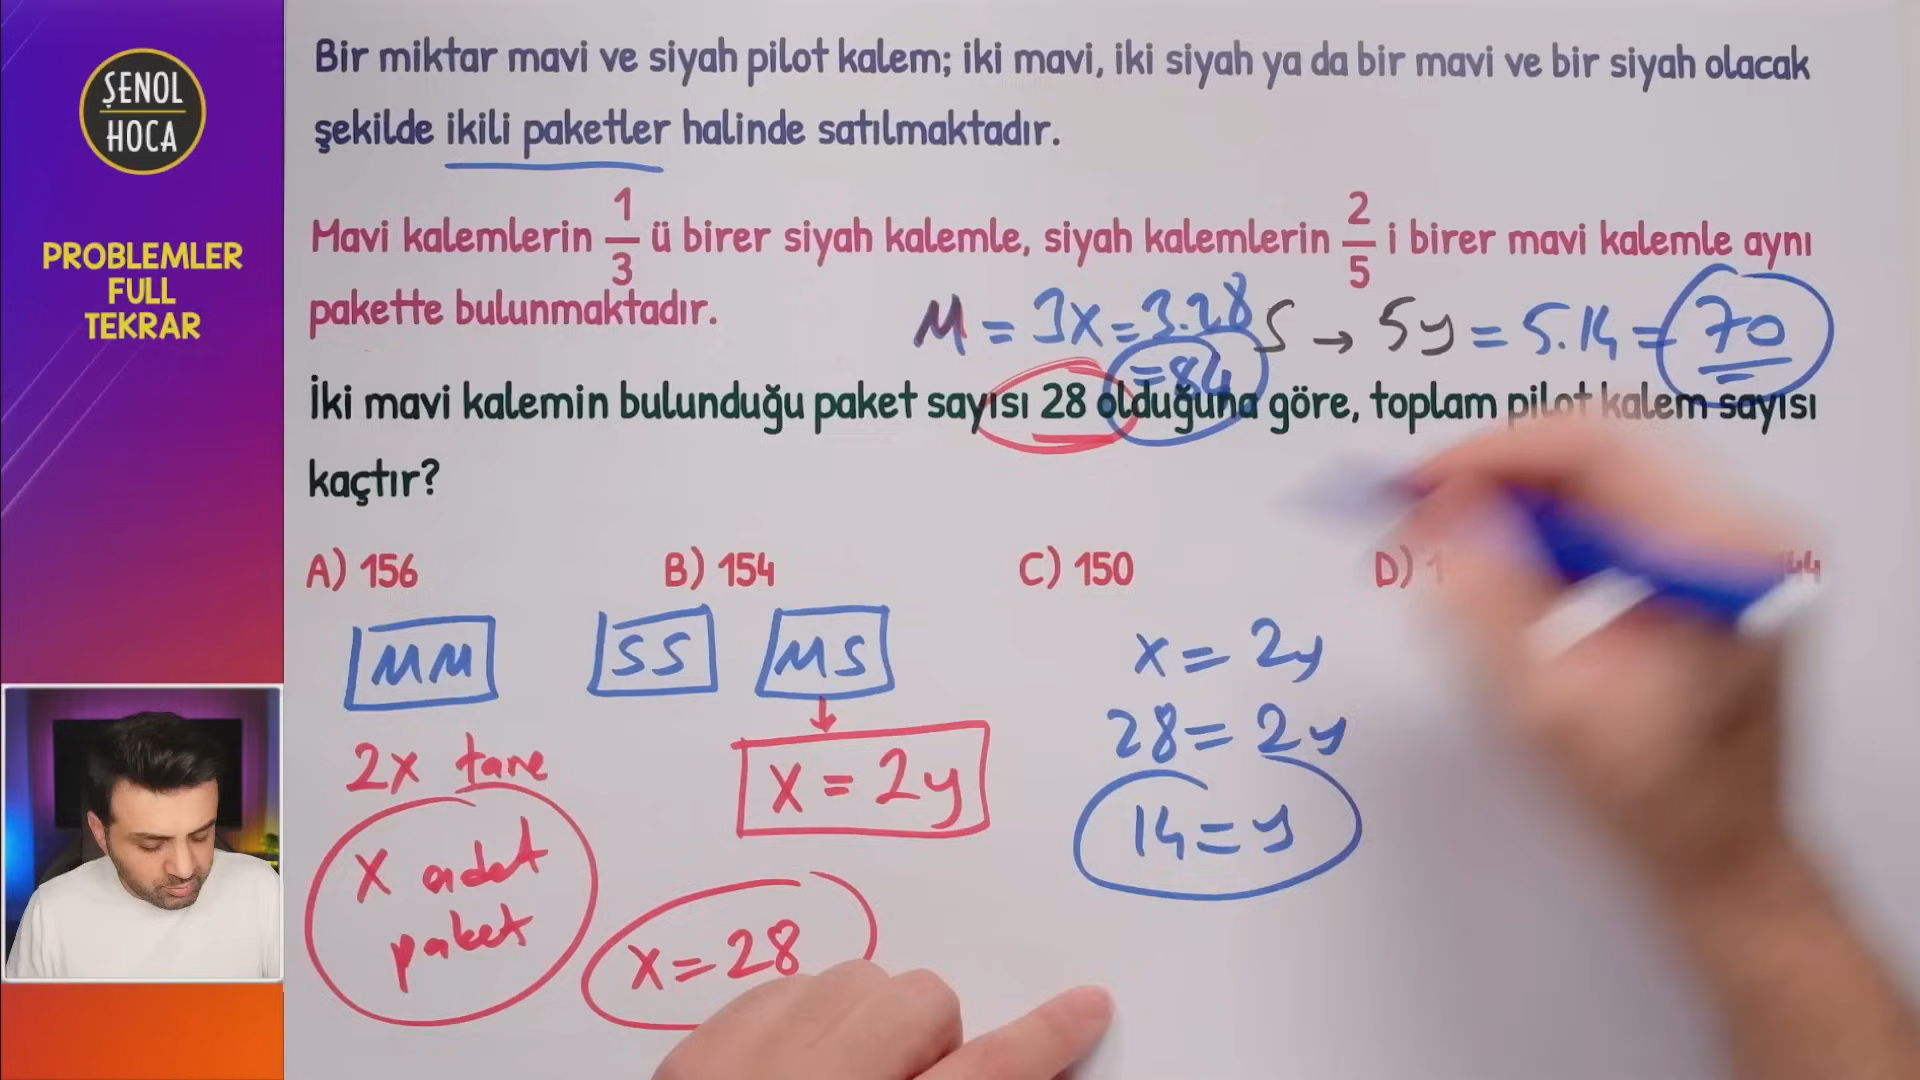 ŞENOL
HOCA
PROBLEMLER
FULL
TEKRAR
Bir miktar mavi ve siyah pilot kalem; iki mavi, iki siyah ya da bir mavi ve bir siyah olacak
şekilde ikili paketler halinde satılmaktadır.
Mavi kalemlerin 1/3 ü birer siyah kalemle, siyah kalemlerin 2/5 i birer mavi kalemle aynı
pakette bulunmaktadır.
M = 3x = 3.28
= 84
S → 5y = 5.14 = 70
İki mavi kalemin bulunduğu paket sayısı 28 olduğuna göre, toplam pilot kalem sayısı
kaçtır?
A) 156 B) 154 C) 150 D)
MM SS MS
2x tane
x adet
paket
x = 2y
x = 28
x = 2y
28 = 2y
14 = y